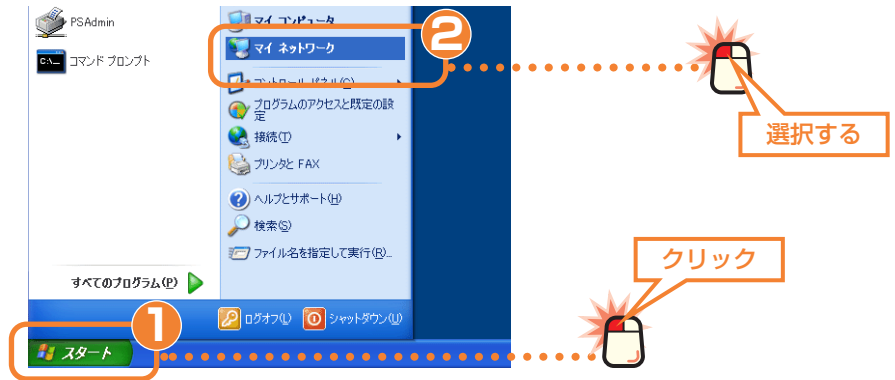 PSAdmin
C:\_
コマンド プロンプト
すべてのプログラム(P)
マイ コンピュータ
マイ ネットワーク
コントロール パネル(C)
プログラムのアクセスと既定の設
定
接続(T)
プリンタと FAX
ヘルプとサポート(H)
検索(S)
ファイル名を指定して実行(R)...
ログオフ(L)
シャットダウン(U)
スタート
1
2
選択する
クリック